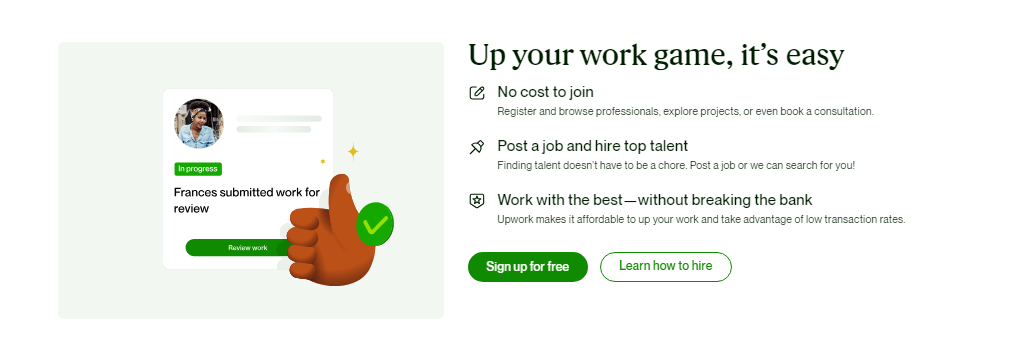 In progress
Frances submitted work for
review
Review work
Up your work game, it’s easy
No cost to join
Register and browse professionals, explore projects, or even book a consultation.
Post a job and hire top talent
Finding talent doesn’t have to be a chore. Post a job or we can search for you!
Work with the best—without breaking the bank
Upwork makes it affordable to up your work and take advantage of low transaction rates.
Sign up for free
Learn how to hire